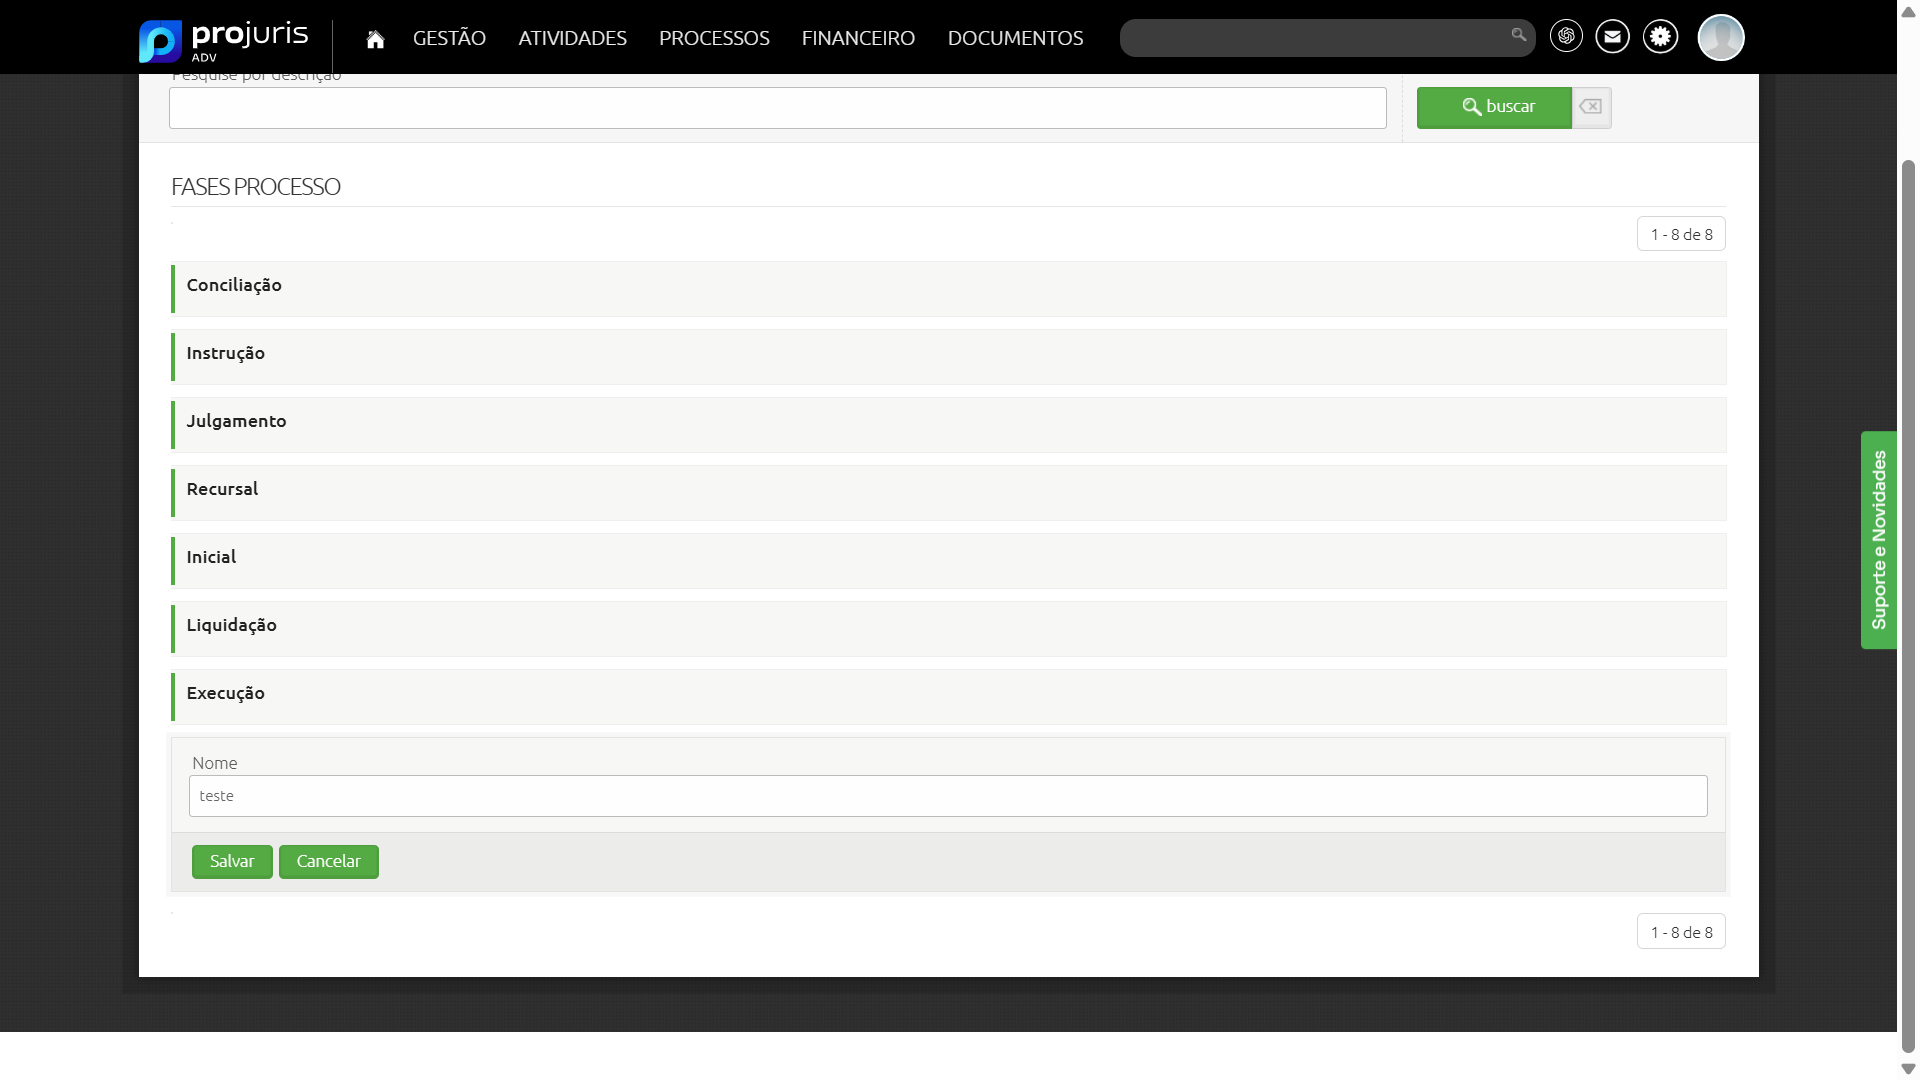 projuris
ADV
GESTÃO
ATIVIDADES
PROCESSOS
FINANCEIRO
DOCUMENTOS
Pesquise por descrição
buscar
FASES PROCESSO
1 - 8 de 8
Conciliação
Instrução
Julgamento
Recursal
Inicial
Liquidação
Execução
Nome
teste
Salvar
Cancelar
1 - 8 de 8
Suporte e Novidades